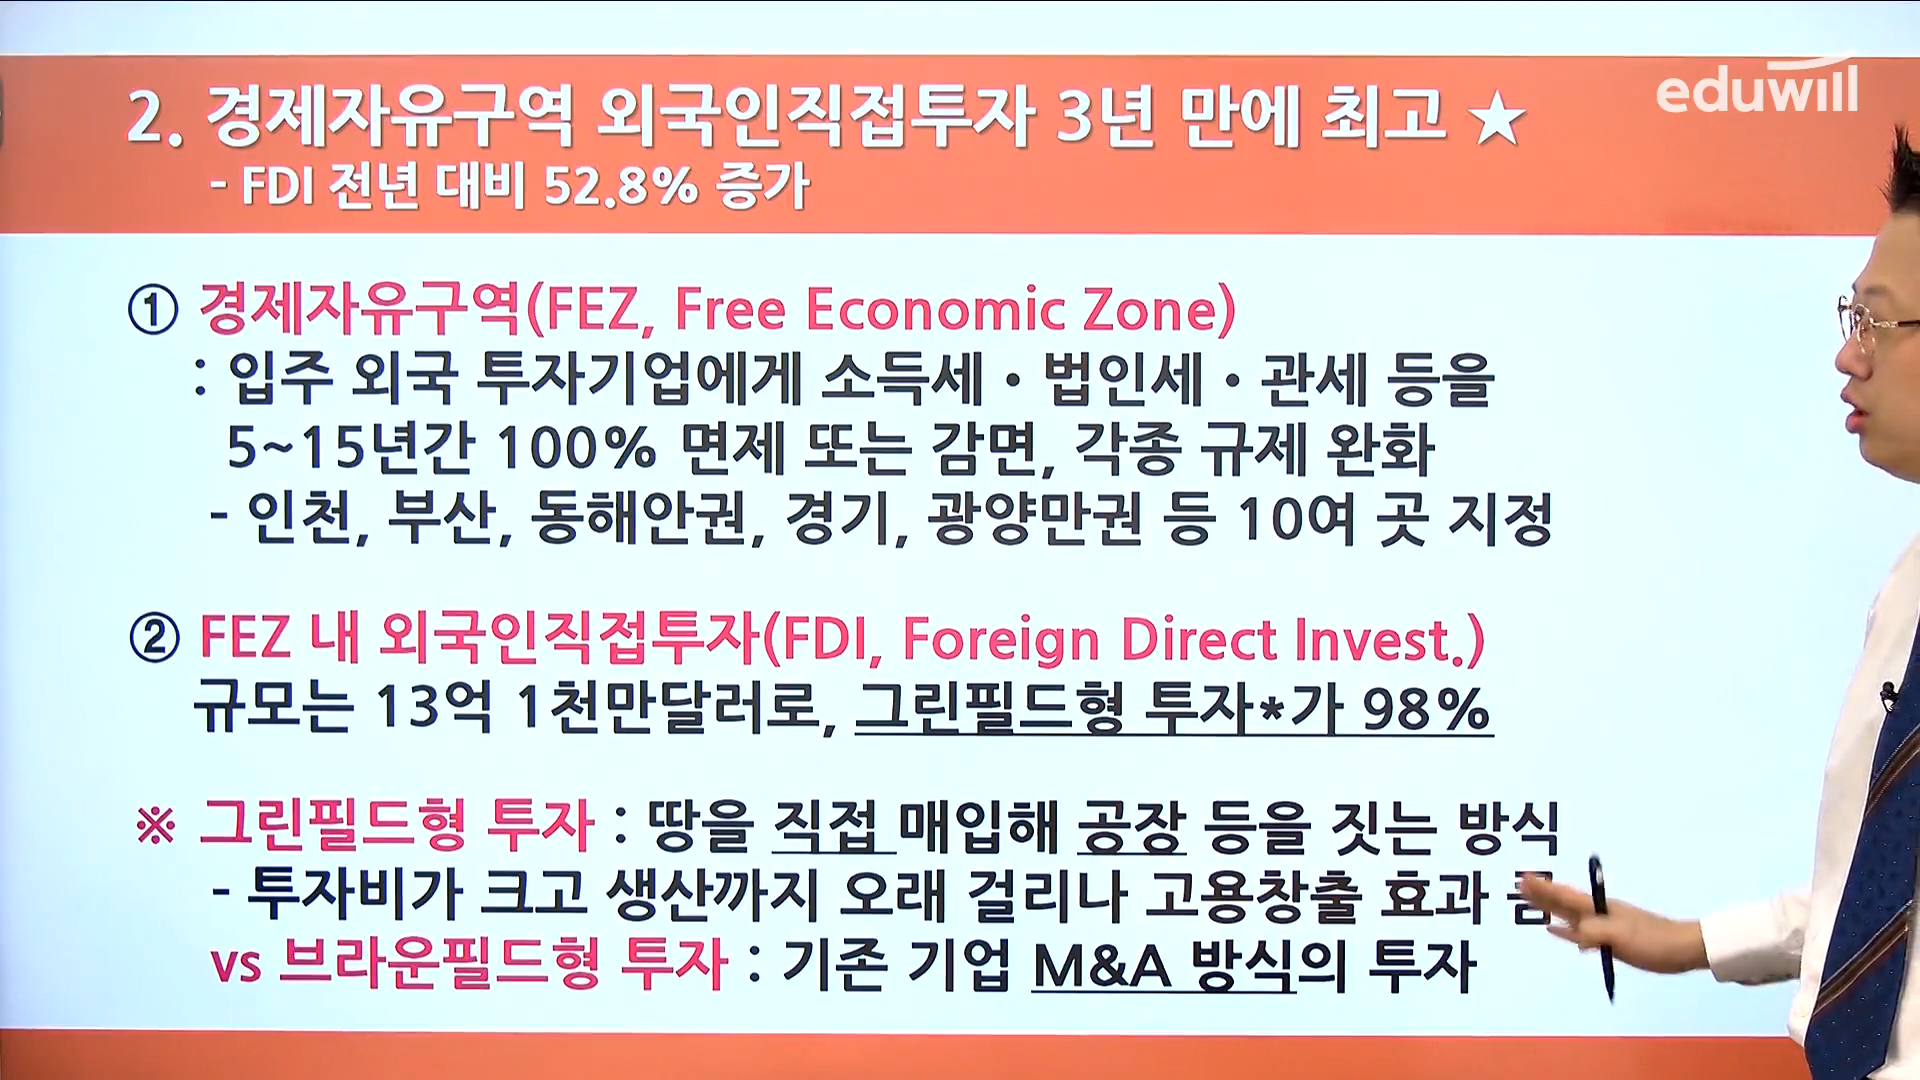 eduwill
2. 경제자유구역 외국인직접투자 3년 만에 최고 ★
- FDI 전년 대비 52.8% 증가
① 경제자유구역(FEZ, Free Economic Zone)
: 입주 외국 투자기업에게 소득세 • 법인세 • 관세 등을
5~15년간 100% 면제 또는 감면, 각종 규제 완화
- 인천, 부산, 동해안권, 경기, 광양만권 등 10여 곳 지정
② FEZ 내 외국인직접투자(FDI, Foreign Direct Invest.)
규모는 13억 1천만달러로, 그린필드형 투자*가 98%
※ 그린필드형 투자 : 땅을 직접 매입해 공장 등을 짓는 방식
- 투자비가 크고 생산까지 오래 걸리나 고용창출 효과
vs 브라운필드형 투자 : 기존 기업 M&A 방식의 투자